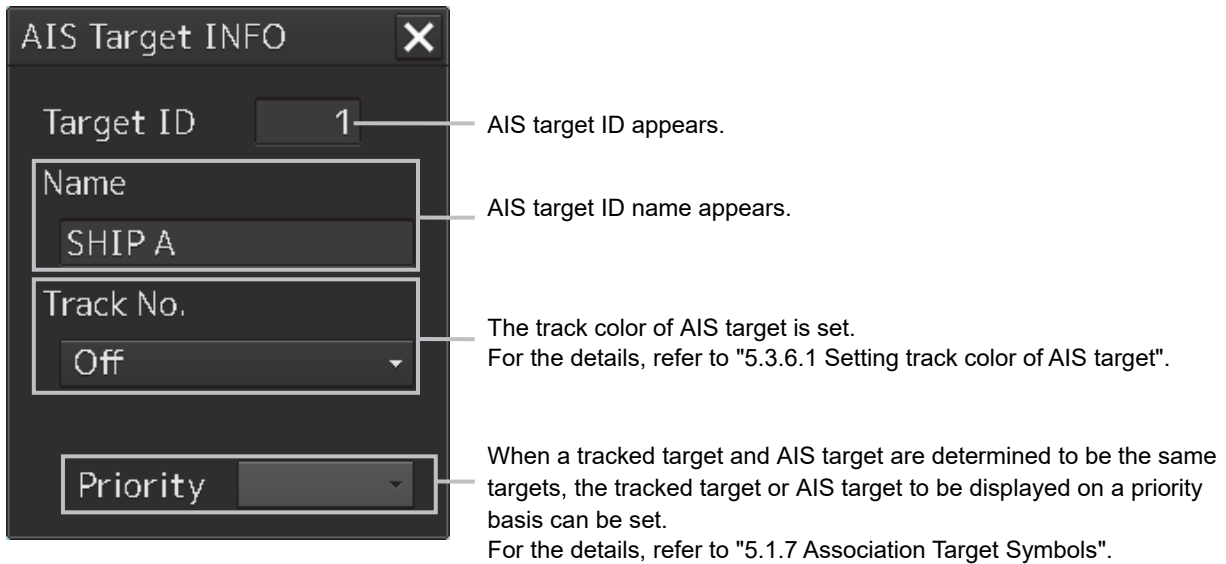 AIS Target INFO
Target ID 1
AIS target ID appears.
Name
AIS target ID name appears.
SHIP A
Track No.
The track color of AIS target is set.
Off
For the details, refer to "5.3.6.1 Setting track color of AIS target".
Priority
When a tracked target and AIS target are determined to be the same
targets, the tracked target or AIS target to be displayed on a priority
basis can be set.
For the details, refer to "5.1.7 Association Target Symbols".